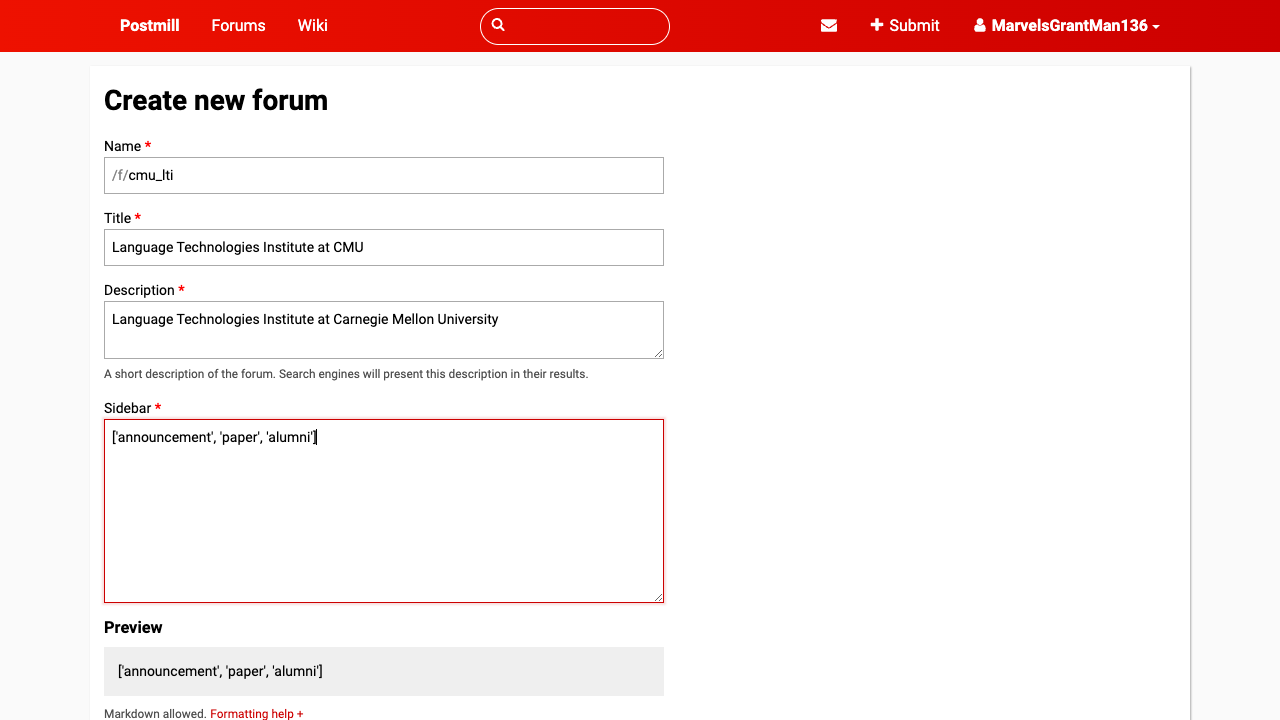 Postmill Forums Wiki Submit MarvelsGrantMan136
Create new forum
Name *
/f/cmu_lti
Title *
Language Technologies Institute at CMU
Description *
Language Technologies Institute at Carnegie Mellon University
A short description of the forum. Search engines will present this description in their results.
Sidebar *
['announcement', 'paper', 'alumni']
Preview
['announcement', 'paper', 'alumni']
Markdown allowed. Formatting help +